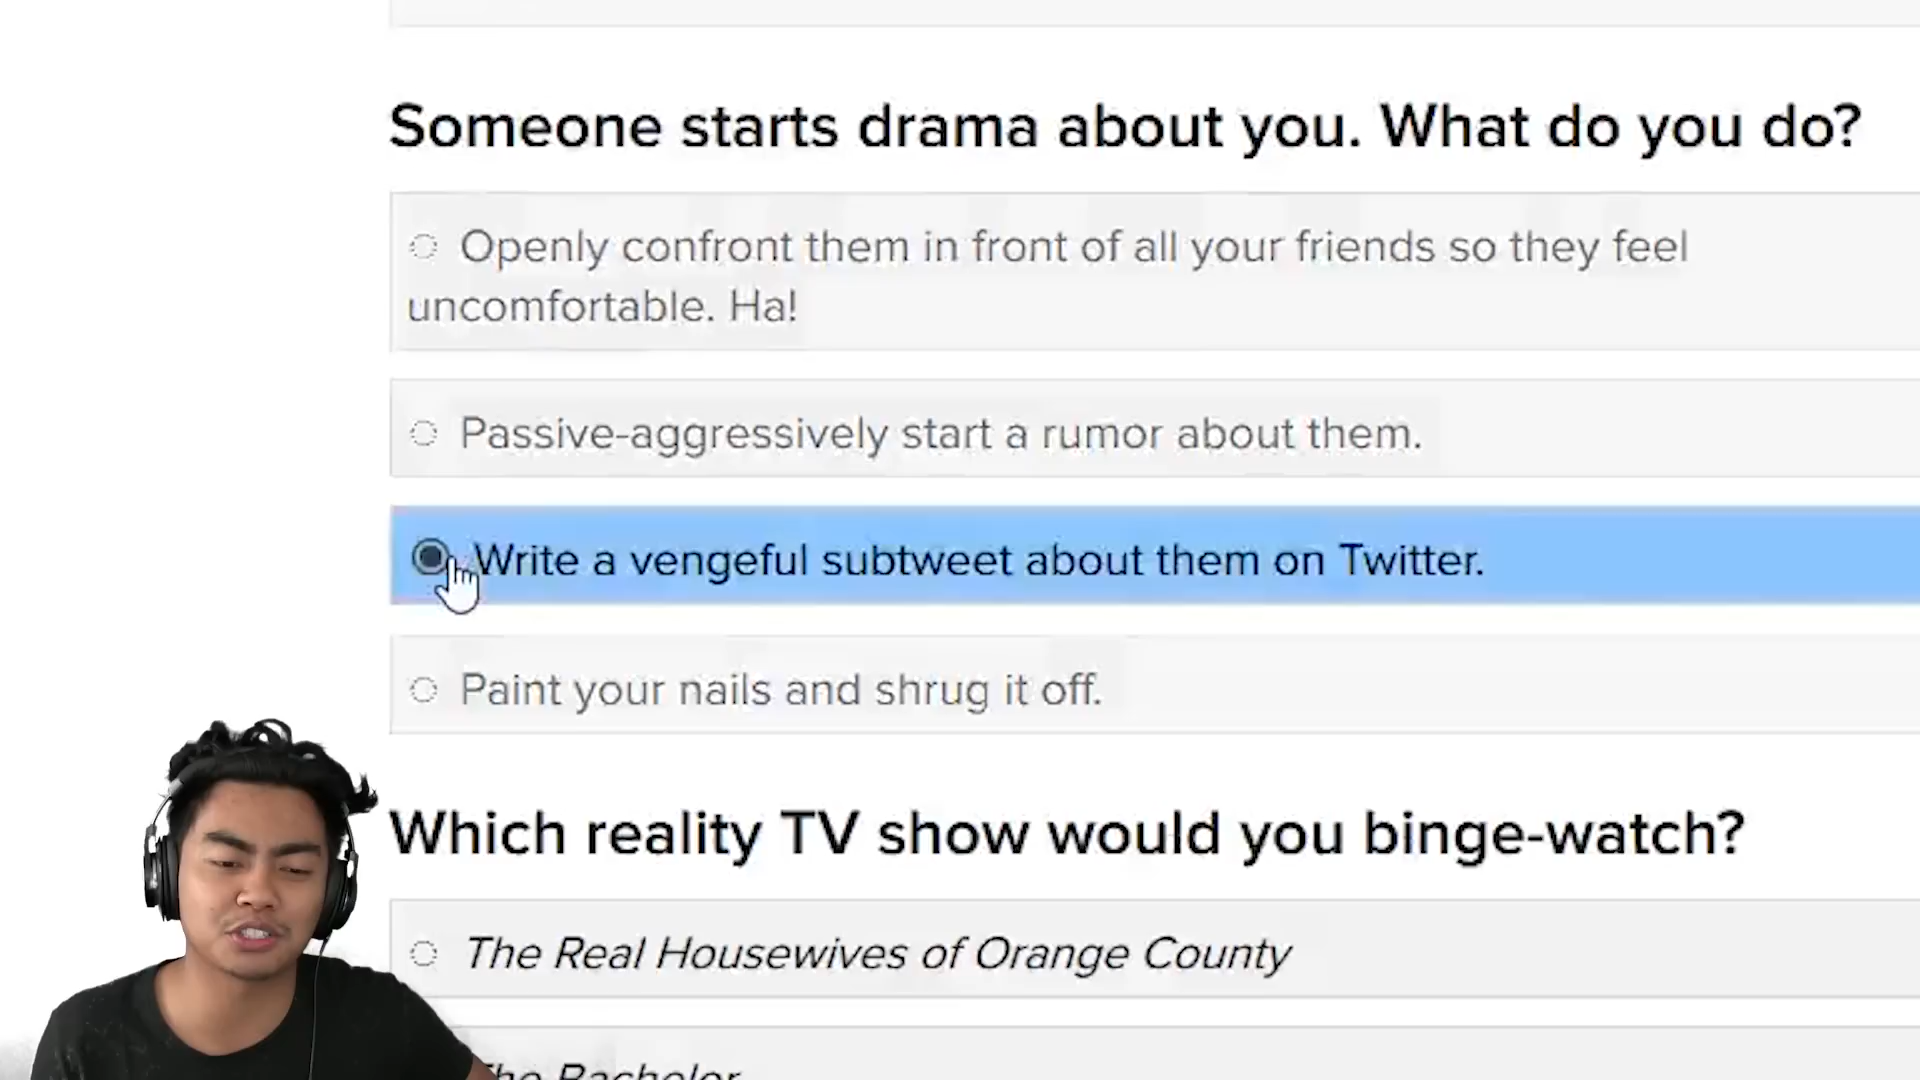 Someone starts drama about you. What do you do?
Openly confront them in front of all your friends so they feel
uncomfortable. Ha!
Passive-aggressively start a rumor about them.
Write a vengeful subtweet about them on Twitter.
Paint your nails and shrug it off.
Which reality TV show would you binge-watch?
The Real Housewives of Orange County
The Bachelor